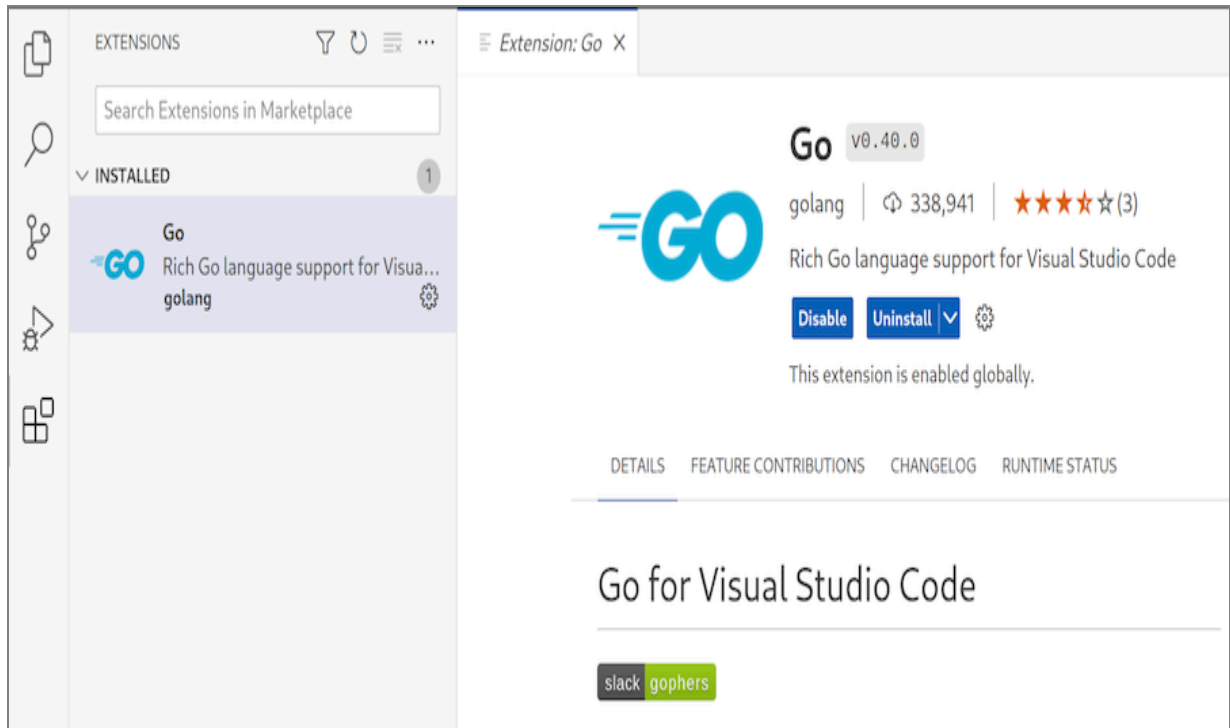 EXTENSIONS
Search Extensions in Marketplace
INSTALLED
1
GO
Go
Rich Go language support for Visua...
golang
Extension: Go
GO
Go v0.40.0
golang 338,941 (3)
Rich Go language support for Visual Studio Code
Disable Uninstall
This extension is enabled globally.
DETAILS FEATURE CONTRIBUTIONS CHANGELOG RUNTIME STATUS
Go for Visual Studio Code
slack gophers